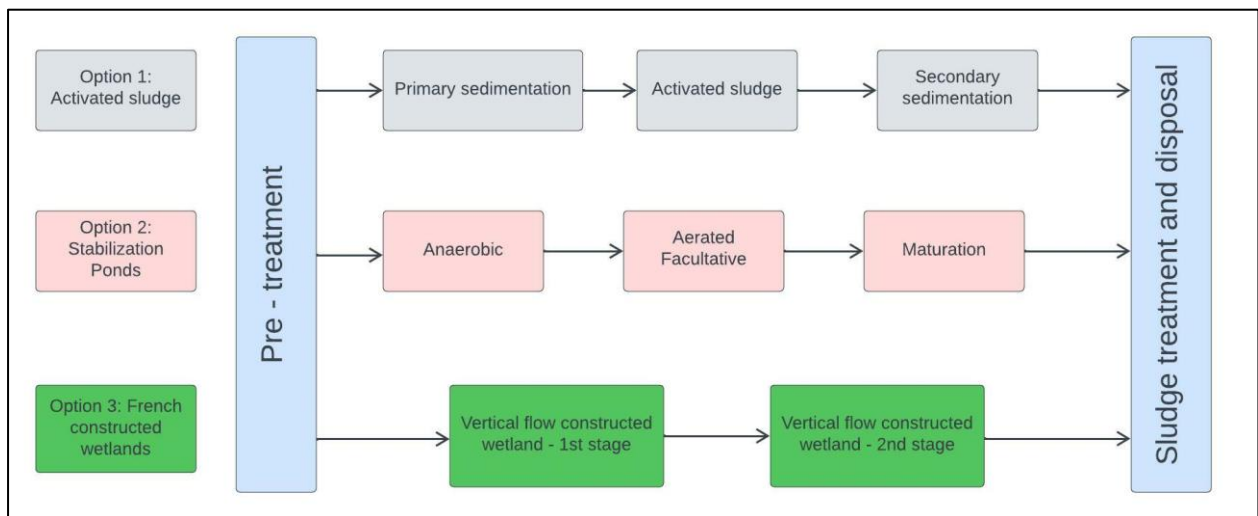 Option 1:
Activated sludge
Pre - treatment
Primary sedimentation
Activated sludge
Secondary
sedimentation
Sludge treatment and disposal
Option 2:
Stabilization
Ponds
Anaerobic
Aerated
Facultative
Maturation
Option 3: French
constructed
wetlands
Vertical flow constructed
wetland - 1st stage
Vertical flow constructed
wetland - 2nd stage